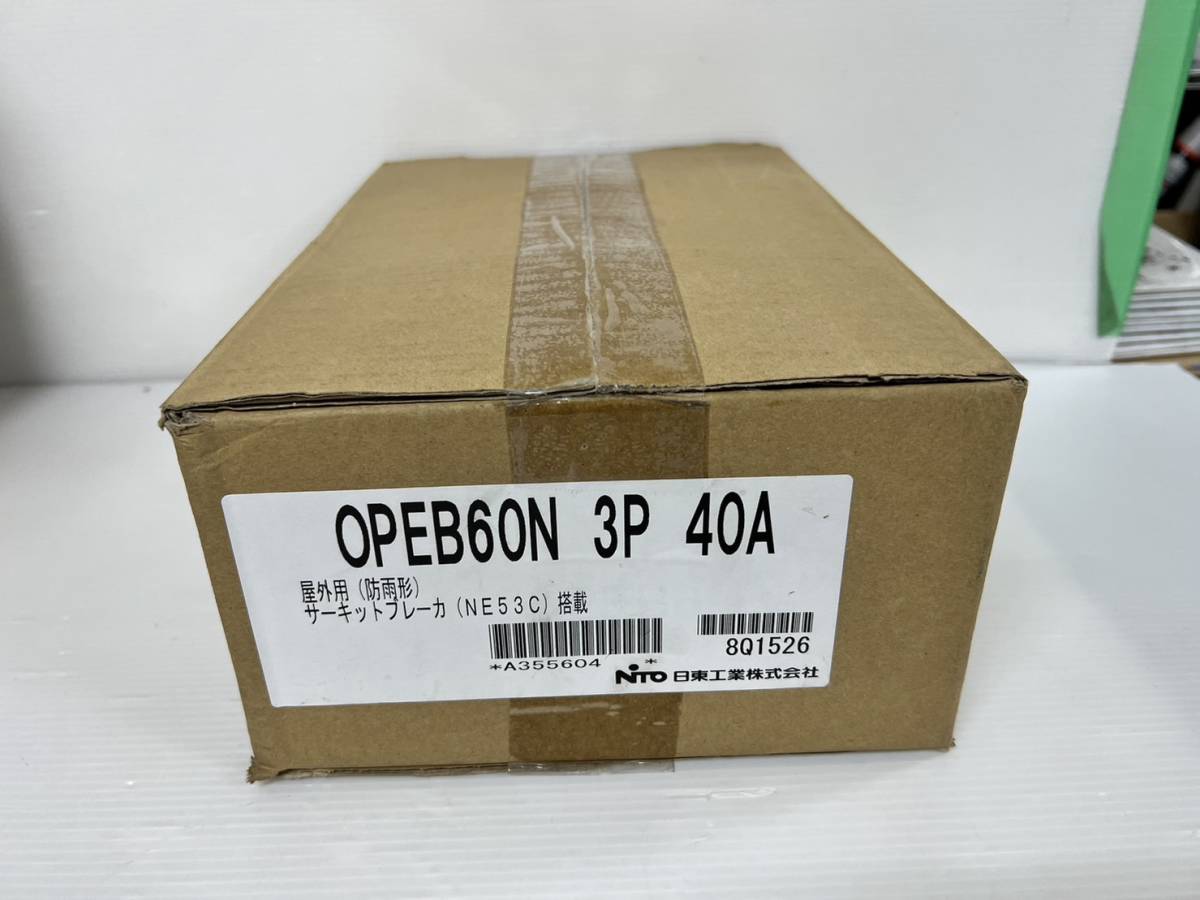 OPEB60N 3P 40A
屋外用（防雨形）
サーキットブレーカ（NE53C）搭載
*A355604 *
8Q1526
NITO 日東工業株式会社